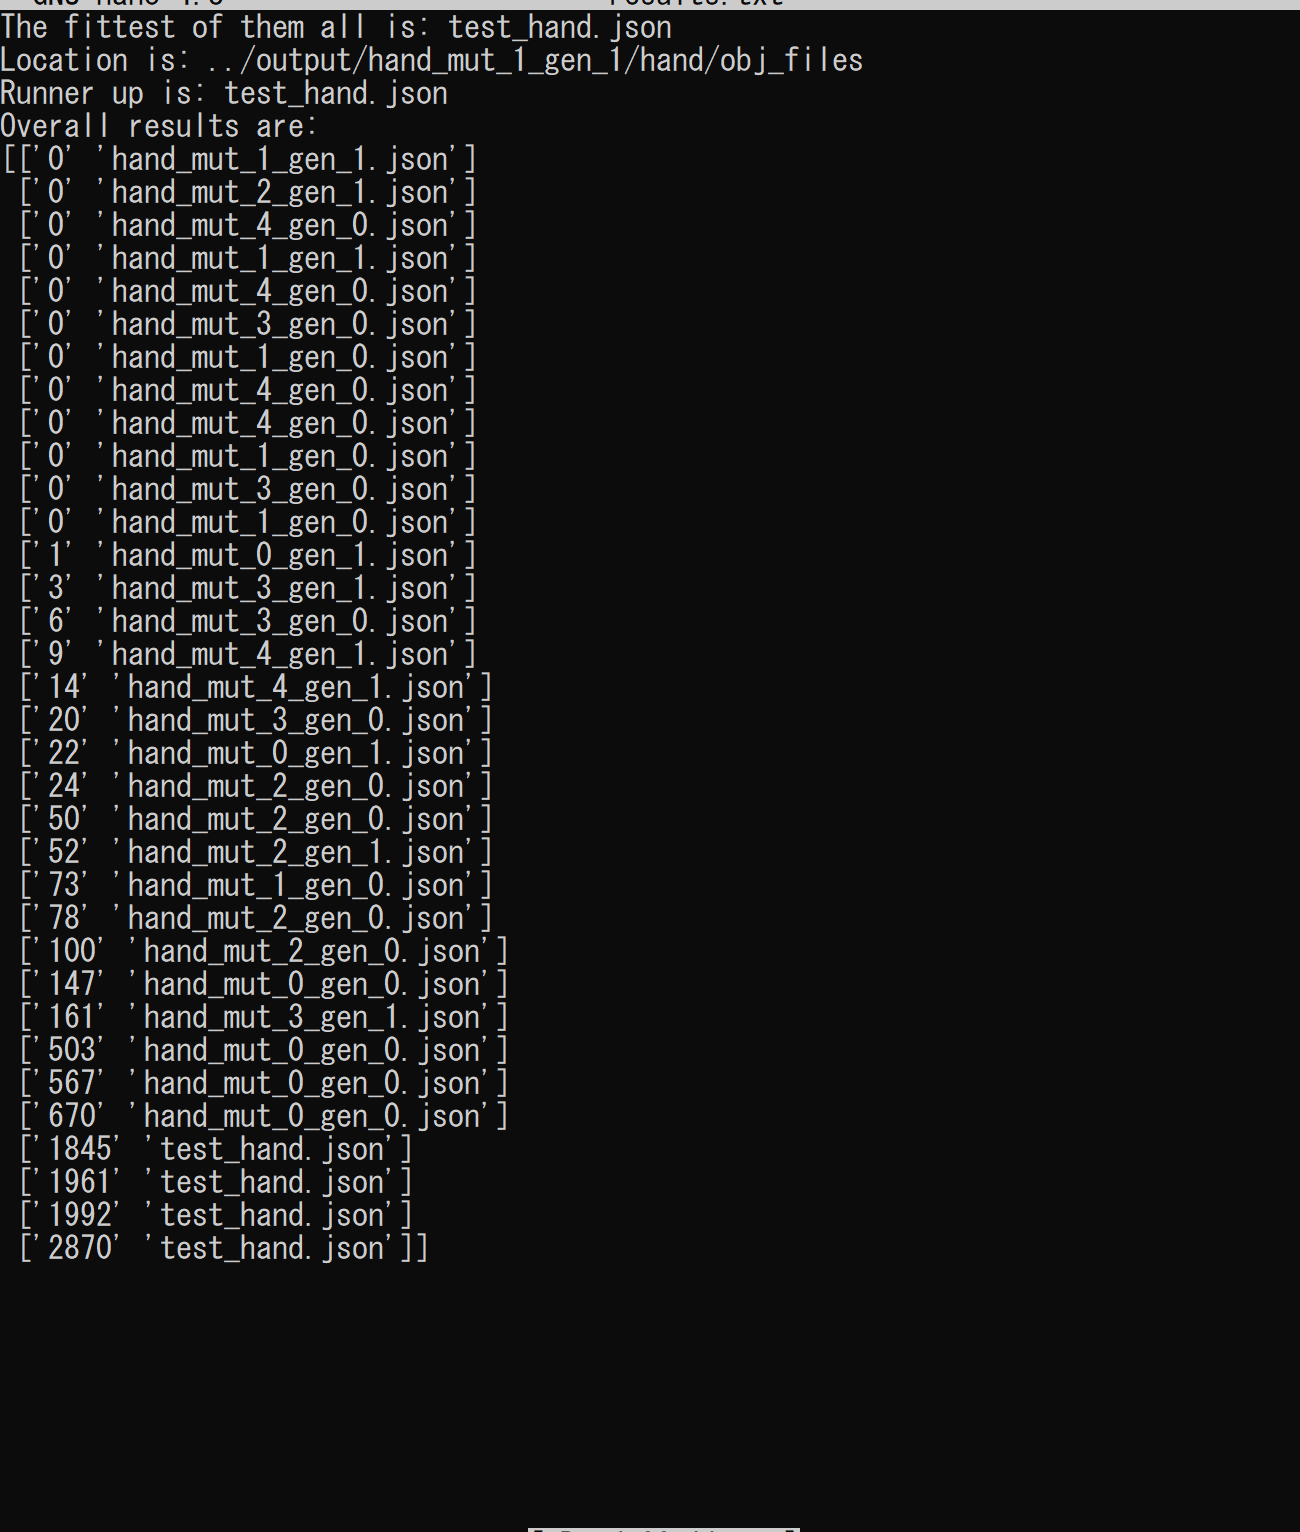 The fittest of them all is: test_hand.json
Location is: ../output/hand_mut_1_gen_1/hand/obj_files
Runner up is: test_hand.json
Overall results are:
[['0' 'hand_mut_1_gen_1.json']
['0' 'hand_mut_2_gen_1.json']
['0' 'hand_mut_4_gen_0.json']
['0' 'hand_mut_1_gen_1.json']
['0' 'hand_mut_4_gen_0.json']
['0' 'hand_mut_3_gen_0.json']
['0' 'hand_mut_1_gen_0.json']
['0' 'hand_mut_4_gen_0.json']
['0' 'hand_mut_4_gen_0.json']
['0' 'hand_mut_1_gen_0.json']
['0' 'hand_mut_3_gen_0.json']
['0' 'hand_mut_1_gen_0.json']
['1' 'hand_mut_0_gen_1.json']
['3' 'hand_mut_3_gen_1.json']
['6' 'hand_mut_3_gen_0.json']
['9' 'hand_mut_4_gen_1.json']
['14' 'hand_mut_4_gen_1.json']
['20' 'hand_mut_3_gen_0.json']
['22' 'hand_mut_0_gen_1.json']
['24' 'hand_mut_2_gen_0.json']
['50' 'hand_mut_2_gen_0.json']
['52' 'hand_mut_2_gen_1.json']
['73' 'hand_mut_1_gen_0.json']
['78' 'hand_mut_2_gen_0.json']
['100' 'hand_mut_2_gen_0.json']
['147' 'hand_mut_0_gen_0.json']
['161' 'hand_mut_3_gen_1.json']
['503' 'hand_mut_0_gen_0.json']
['567' 'hand_mut_0_gen_0.json']
['670' 'hand_mut_0_gen_0.json']
['1845' 'test_hand.json']
['1961' 'test_hand.json']
['1992' 'test_hand.json']
['2870' 'test_hand.json']]